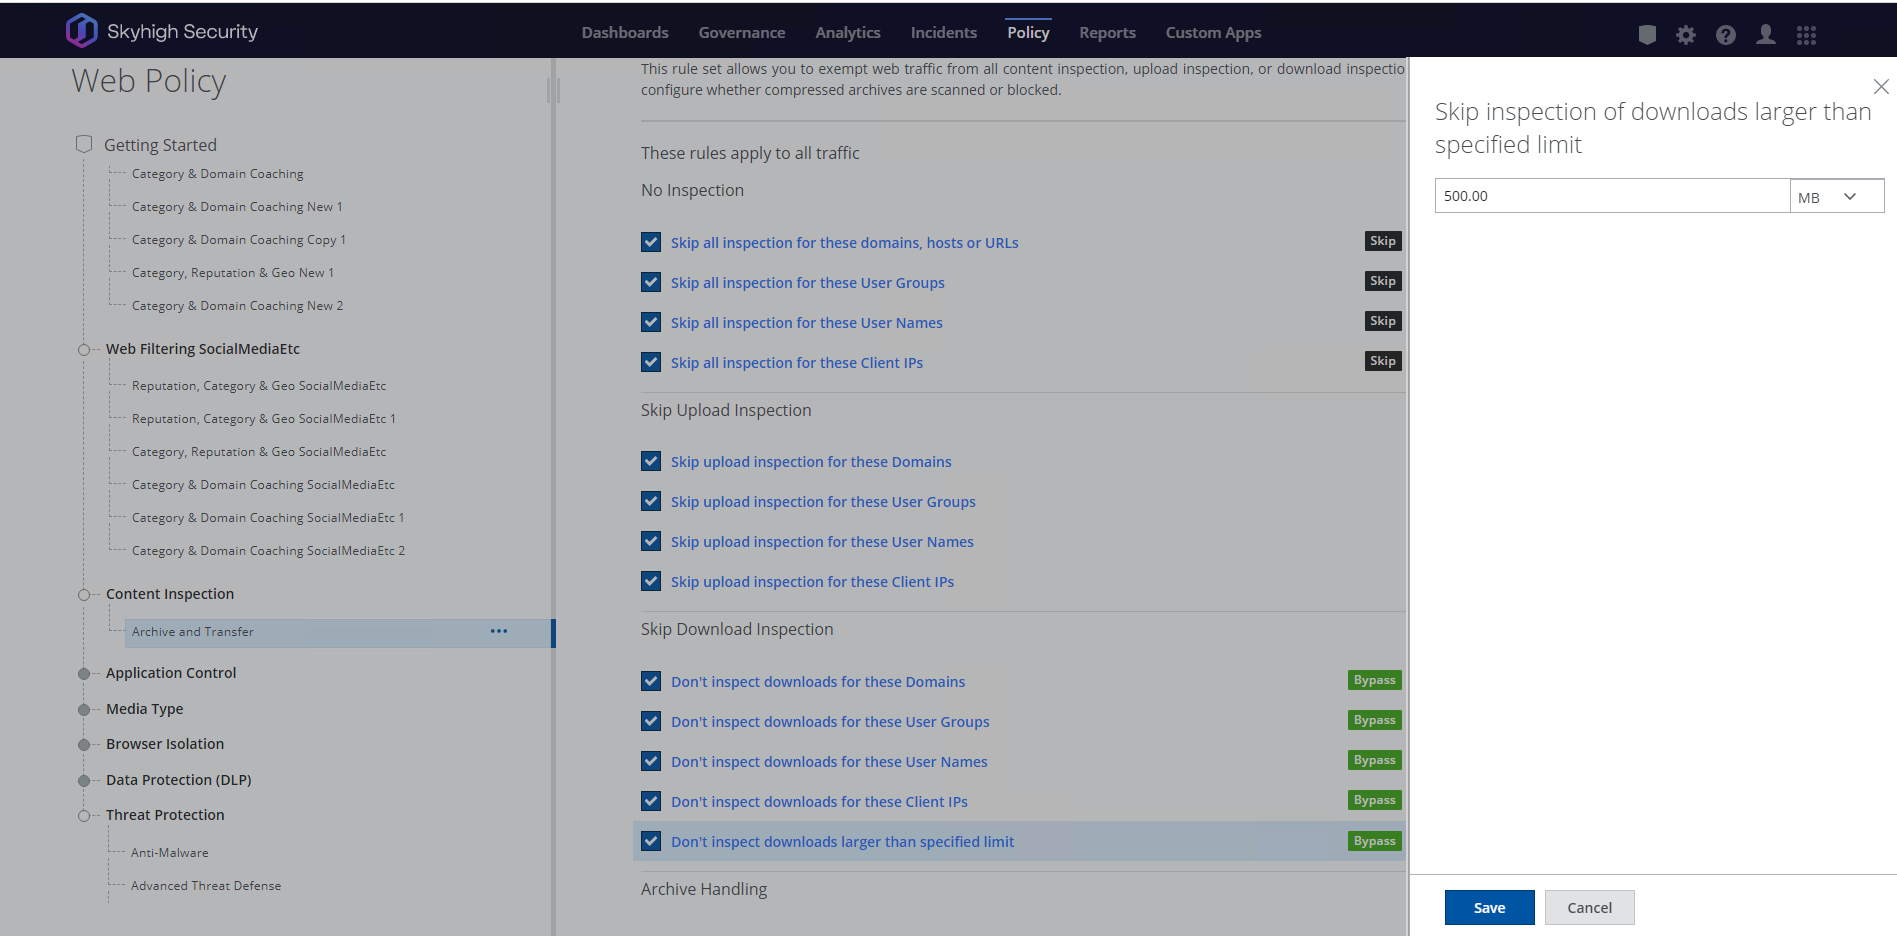 Skyhigh Security
Dashboards Governance Analytics Incidents Policy Reports Custom Apps
Web Policy
Getting Started
Category & Domain Coaching
Category & Domain Coaching New 1
Category & Domain Coaching Copy 1
Category, Reputation & Geo New 1
Category & Domain Coaching New 2
Web Filtering SocialMediaEtc
Reputation, Category & Geo SocialMediaEtc
Reputation, Category & Geo SocialMediaEtc 1
Category, Reputation & Geo SocialMediaEtc
Category & Domain Coaching SocialMediaEtc
Category & Domain Coaching SocialMediaEtc 1
Category & Domain Coaching SocialMediaEtc 2
Content Inspection
Archive and Transfer
Application Control
Media Type
Browser Isolation
Data Protection (DLP)
Threat Protection
Anti-Malware
Advanced Threat Defense
This rule set allows you to exempt web traffic from all content inspection, upload inspection, or download inspectio
configure whether compressed archives are scanned or blocked.
These rules apply to all traffic
No Inspection
Skip all inspection for these domains, hosts or URLs Skip
Skip all inspection for these User Groups Skip
Skip all inspection for these User Names Skip
Skip all inspection for these Client IPs Skip
Skip Upload Inspection
Skip upload inspection for these Domains
Skip upload inspection for these User Groups
Skip upload inspection for these User Names
Skip upload inspection for these Client IPs
Skip Download Inspection
Don't inspect downloads for these Domains Bypass
Don't inspect downloads for these User Groups Bypass
Don't inspect downloads for these User Names Bypass
Don't inspect downloads for these Client IPs Bypass
Don't inspect downloads larger than specified limit Bypass
Archive Handling
Skip inspection of downloads larger than
specified limit
500.00 MB
Save Cancel